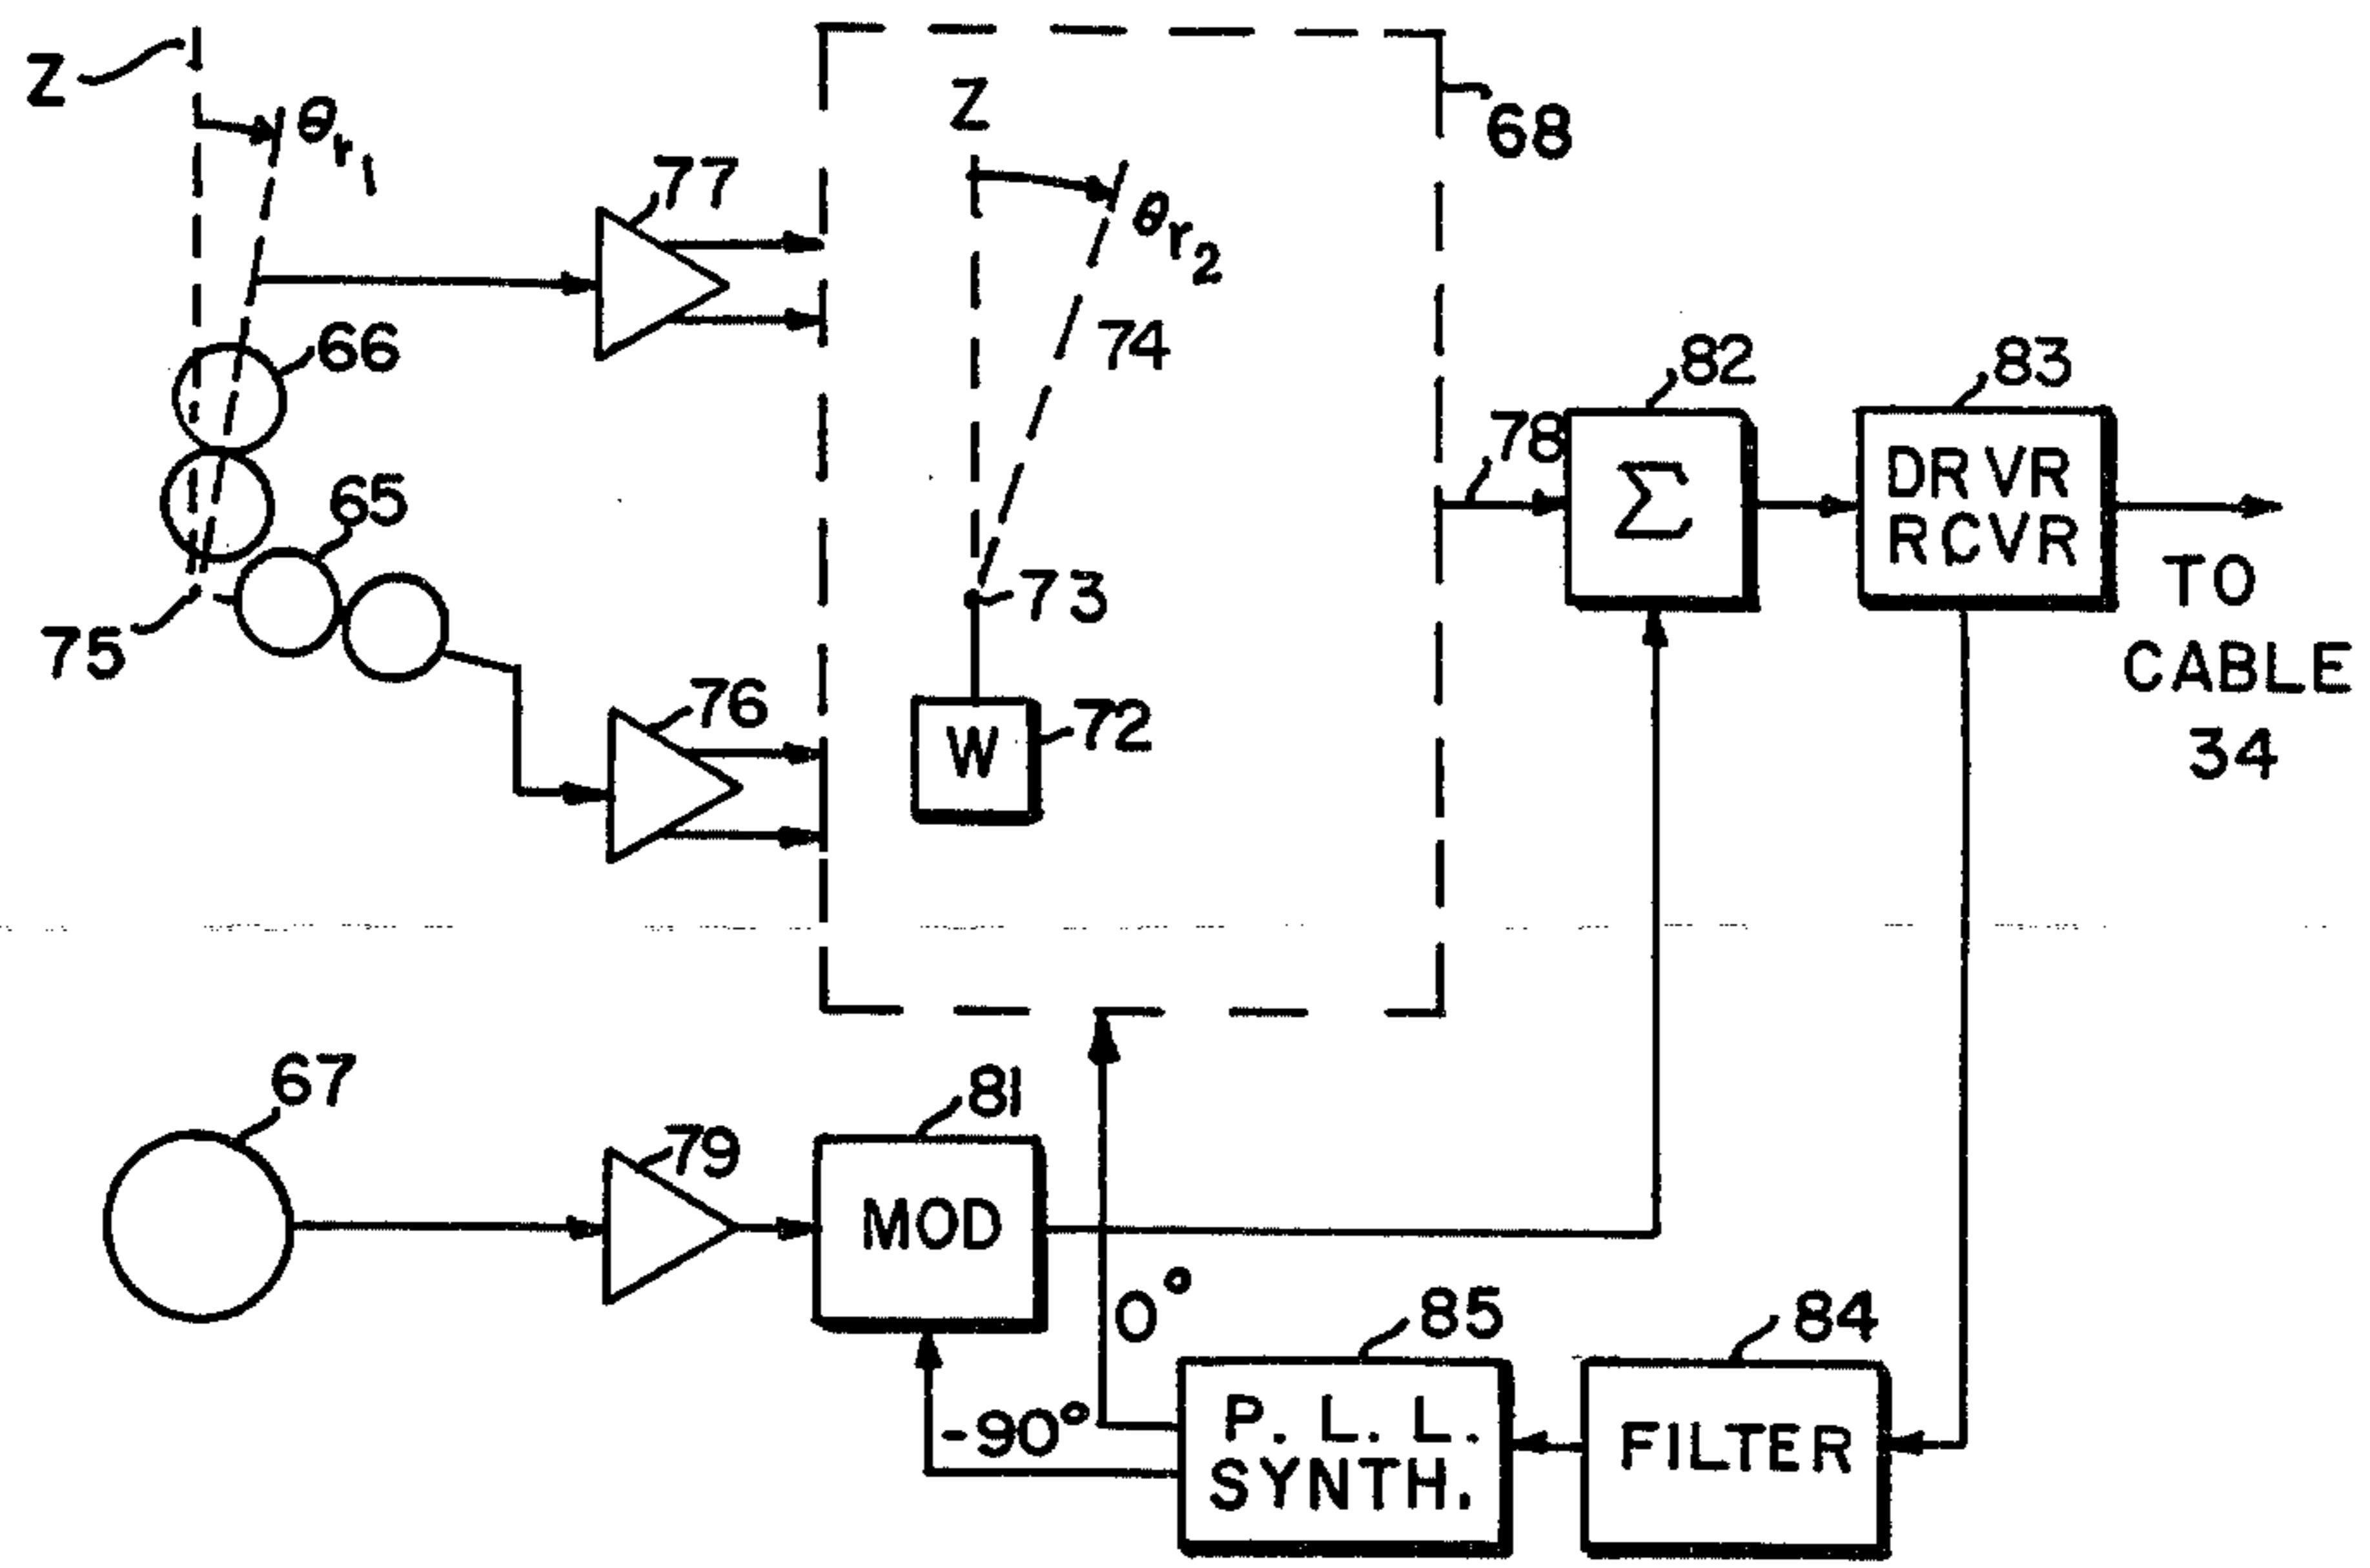 Z
θr1
77
Z
68
θr2
66
74
82
83
78
65
Σ
DRVR
RCVR
73
TO
CABLE
34
75
76
W
72
67
81
79
MOD
0°
85
84
-90°
P. L. L.
SYNTH.
FILTER